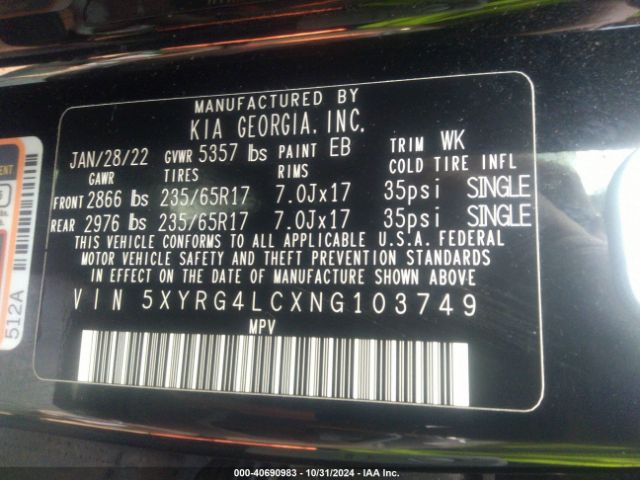 MANUFACTURED BY
KIA GEORGIA, INC.
JAN/28/22 GVWR 5357 lbs PAINT EB TRIM WK
GAWR TIRES RIMS COLD TIRE INFL
FRONT 2866 lbs 235/65R17 7.0Jx17 35psi SINGLE
REAR 2976 lbs 235/65R17 7.0Jx17 35psi SINGLE
THIS VEHICLE CONFORMS TO ALL APPLICABLE U.S.A. FEDERAL
MOTOR VEHICLE SAFETY AND THEFT PREVENTION STANDARDS
IN EFFECT ON THE DATE OF MANUFACTURE SHOWN ABOVE.
VIN 5XYRG4LCXNG103749
MPV
512A
000-40690983 - 10/31/2024 - IAA Inc.